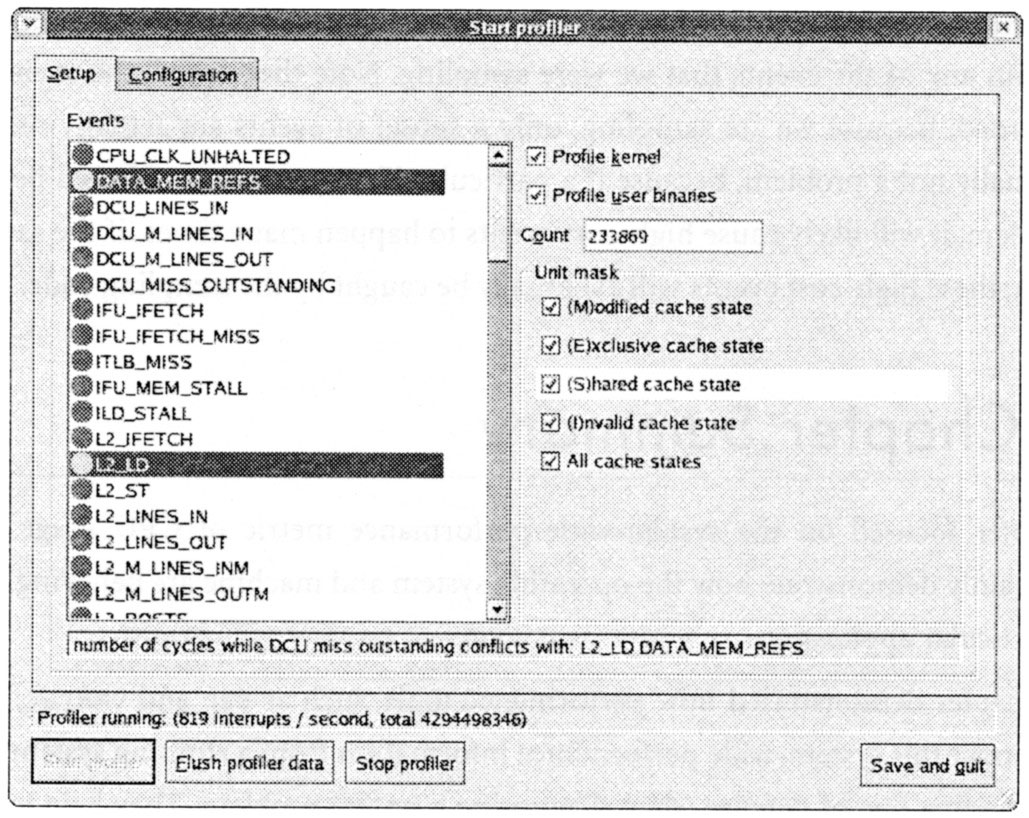 Start profiler
Setup Configuration
Events
CPU_CLK_UNHALTED
DATA_MEM_REFS
DCU_LINES_IN
DCU_M_LINES_IN
DCU_M_LINES_OUT
DCU_MISS_OUTSTANDING
IFU_IFETCH
IFU_IFETCH_MISS
ITLB_MISS
IFU_MEM_STALL
ILD_STALL
L2_IFETCH
L2_LD
L2_ST
L2_LINES_IN
L2_LINES_OUT
L2_M_LINES_INM
L2_M_LINES_OUTM
Profile kernel
Profile user binaries
Count 233869
Unit mask
(M)odified cache state
(E)xclusive cache state
(S)hared cache state
(I)nvalid cache state
All cache states
number of cycles while DCU miss outstanding conflicts with: L2_LD DATA_MEM_REFS
Profiler running: (819 interrupts / second, total 4294498346)
Start profiler Flush profiler data Stop profiler Save and quit